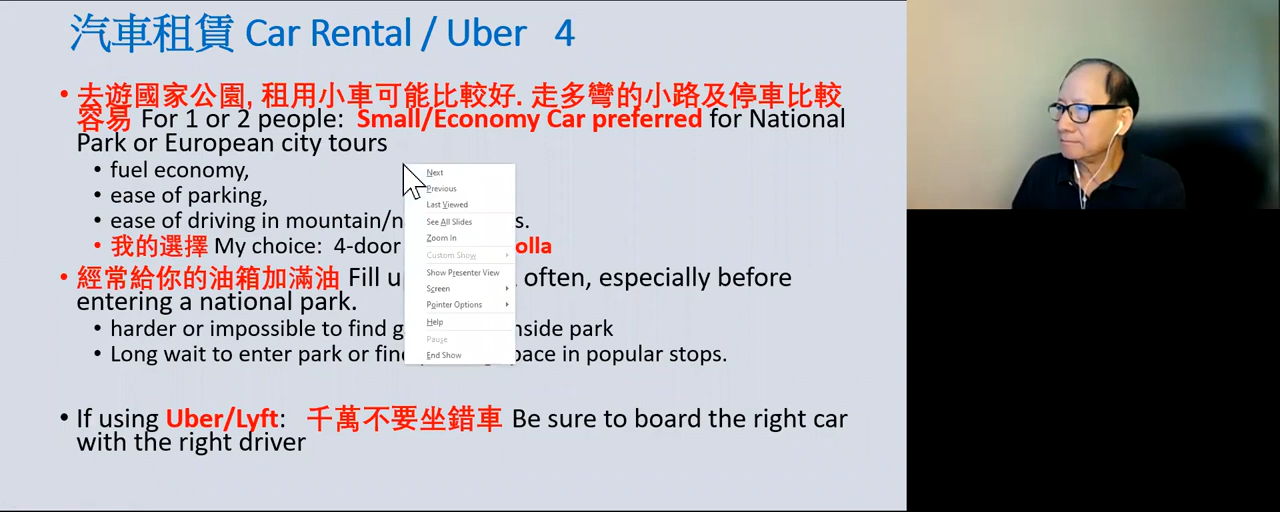 汽車租賃 Car Rental / Uber 4
• 去遊國家公園, 租用小車可能比較好. 走多彎的小路及停車比較
容易 For 1 or 2 people: Small/Economy Car preferred for National
Park or European city tours
• fuel economy,
• ease of parking,
• ease of driving in mountain/n s.
• 我的選擇 My choice: 4-door olla
• 經常給你的油箱加滿油 Fill u often, especially before
entering a national park.
• harder or impossible to find g nside park
• Long wait to enter park or fin pace in popular stops.
• If using Uber/Lyft: 千萬不要坐錯車 Be sure to board the right car
with the right driver
Next
Previous
Last Viewed
See All Slides
Zoom In
Custom Show
Show Presenter View
Screen
Pointer Options
Help
Pause
End Show